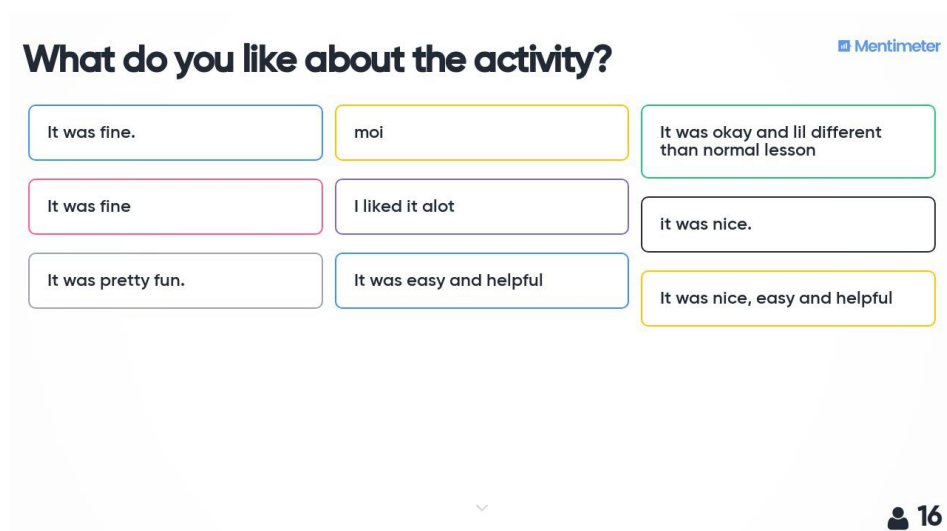 What do you like about the activity?
Mentimeter
It was fine.
moi
It was okay and lil different
than normal lesson
It was fine
I liked it alot
it was nice.
It was pretty fun.
It was easy and helpful
It was nice, easy and helpful
16